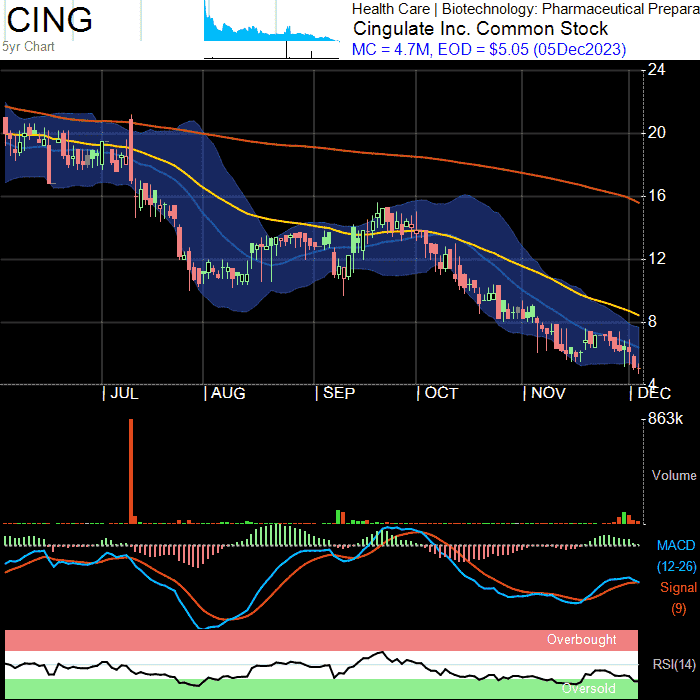 CING
5yr Chart
Health Care | Biotechnology: Pharmaceutical Prepara
Cingulate Inc. Common Stock
MC = 4.7M, EOD = $5.05 (05Dec2023)
24
20
16
12
8
4
JUL
AUG
SEP
OCT
NOV
DEC
863k
Volume
MACD
(12-26)
Signal
(9)
Overbought
RSI(14)
Oversold